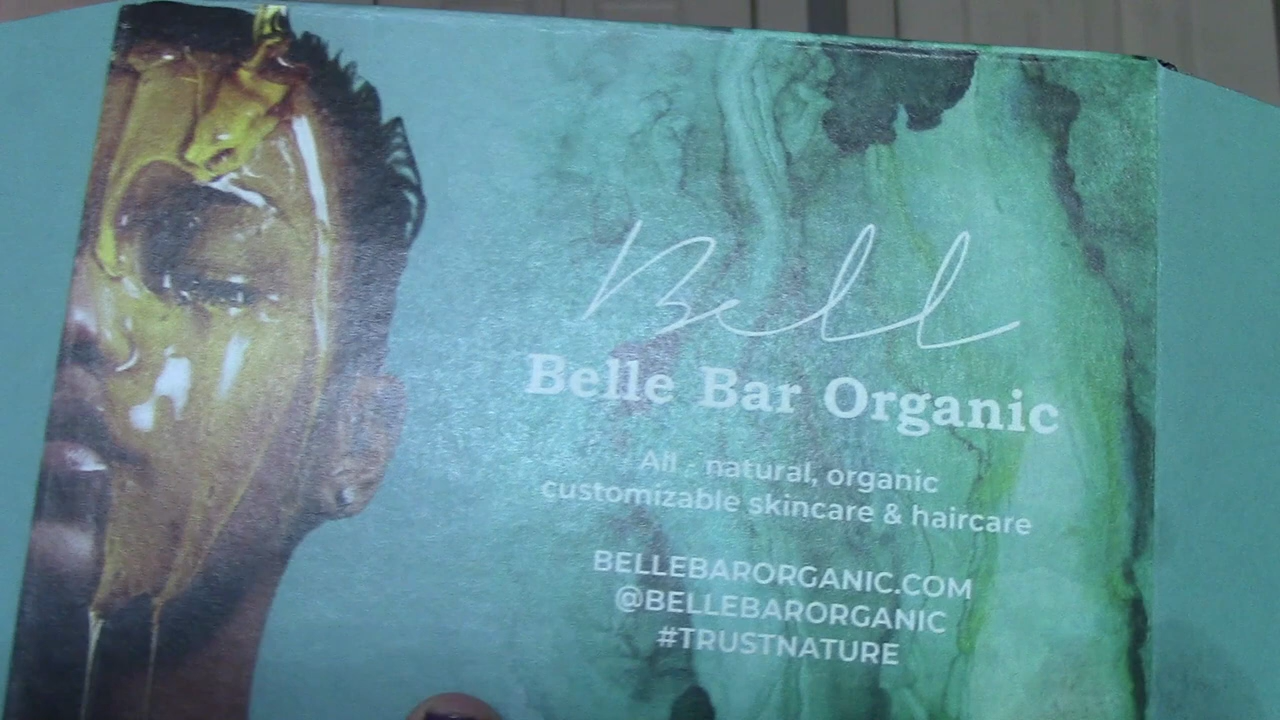 Bell
Belle Bar Organic
All - natural, organic
customizable skincare & haircare
BELLEBARORGANIC.COM
@BELLEBARORGANIC
#TRUSTNATURE